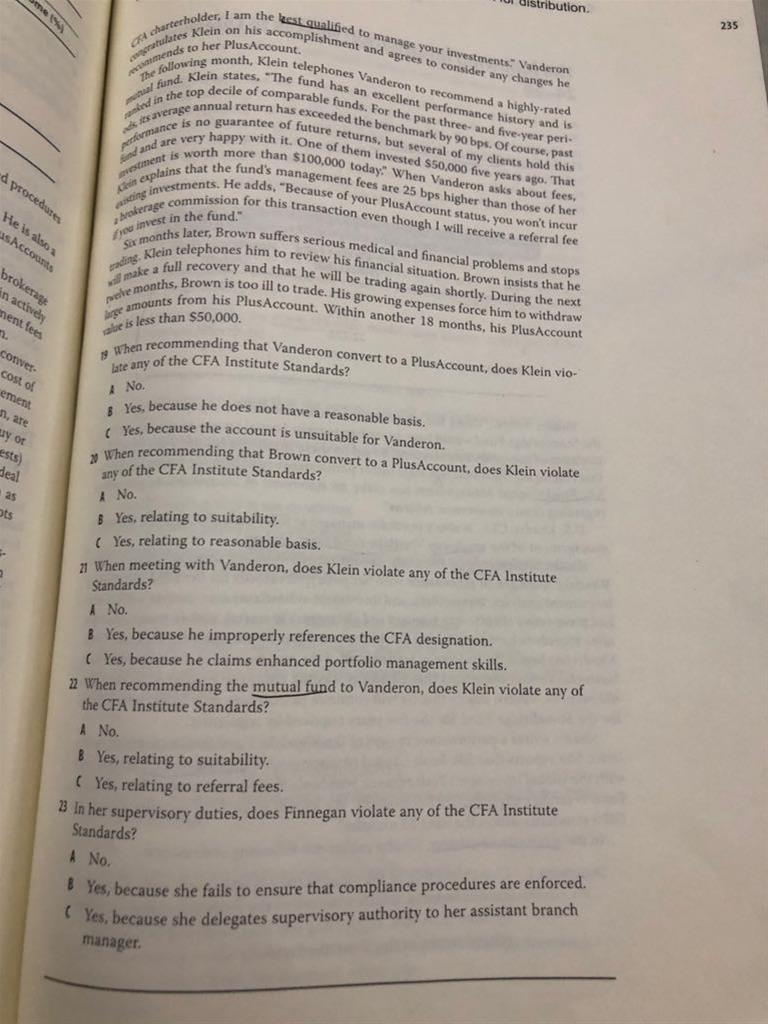 distribution.
235
CFA charterholder, I am the best qualified to manage your investments." Vanderon
congratulates Klein on his accomplishment and agrees to consider any changes he
recommends to her PlusAccount.
The following month, Klein telephones Vanderon to recommend a highly-rated
mutual fund. Klein states, "The fund has an excellent performance history and is
ranked in the top decile of comparable funds. For the past three- and five-year peri-
ods, its average annual return has exceeded the benchmark by 90 bps. Of course, past
performance is no guarantee of future returns, but several of my clients hold this
fund and are very happy with it. One of them invested $50,000 five years ago. That
investment is worth more than $100,000 today." When Vanderon asks about fees,
Klein explains that the fund's management fees are 25 bps higher than those of her
existing investments. He adds, "Because of your PlusAccount status, you won't incur
a brokerage commission for this transaction even though I will receive a referral fee
if you invest in the fund."
Six months later, Brown suffers serious medical and financial problems and stops
trading. Klein telephones him to review his financial situation. Brown insists that he
will make a full recovery and that he will be trading again shortly. During the next
twelve months, Brown is too ill to trade. His growing expenses force him to withdraw
large amounts from his PlusAccount. Within another 18 months, his PlusAccount
value is less than $50,000.
19 When recommending that Vanderon convert to a PlusAccount, does Klein vio-
late any of the CFA Institute Standards?
A No.
B Yes, because he does not have a reasonable basis.
C Yes, because the account is unsuitable for Vanderon.
20 When recommending that Brown convert to a PlusAccount, does Klein violate
any of the CFA Institute Standards?
A No.
B Yes, relating to suitability.
C Yes, relating to reasonable basis.
21 When meeting with Vanderon, does Klein violate any of the CFA Institute
Standards?
A No.
B Yes, because he improperly references the CFA designation.
C Yes, because he claims enhanced portfolio management skills.
22 When recommending the mutual fund to Vanderon, does Klein violate any of
the CFA Institute Standards?
A No.
B Yes, relating to suitability.
C Yes, relating to referral fees.
23 In her supervisory duties, does Finnegan violate any of the CFA Institute
Standards?
A No.
B Yes, because she fails to ensure that compliance procedures are enforced.
C Yes, because she delegates supervisory authority to her assistant branch
manager.